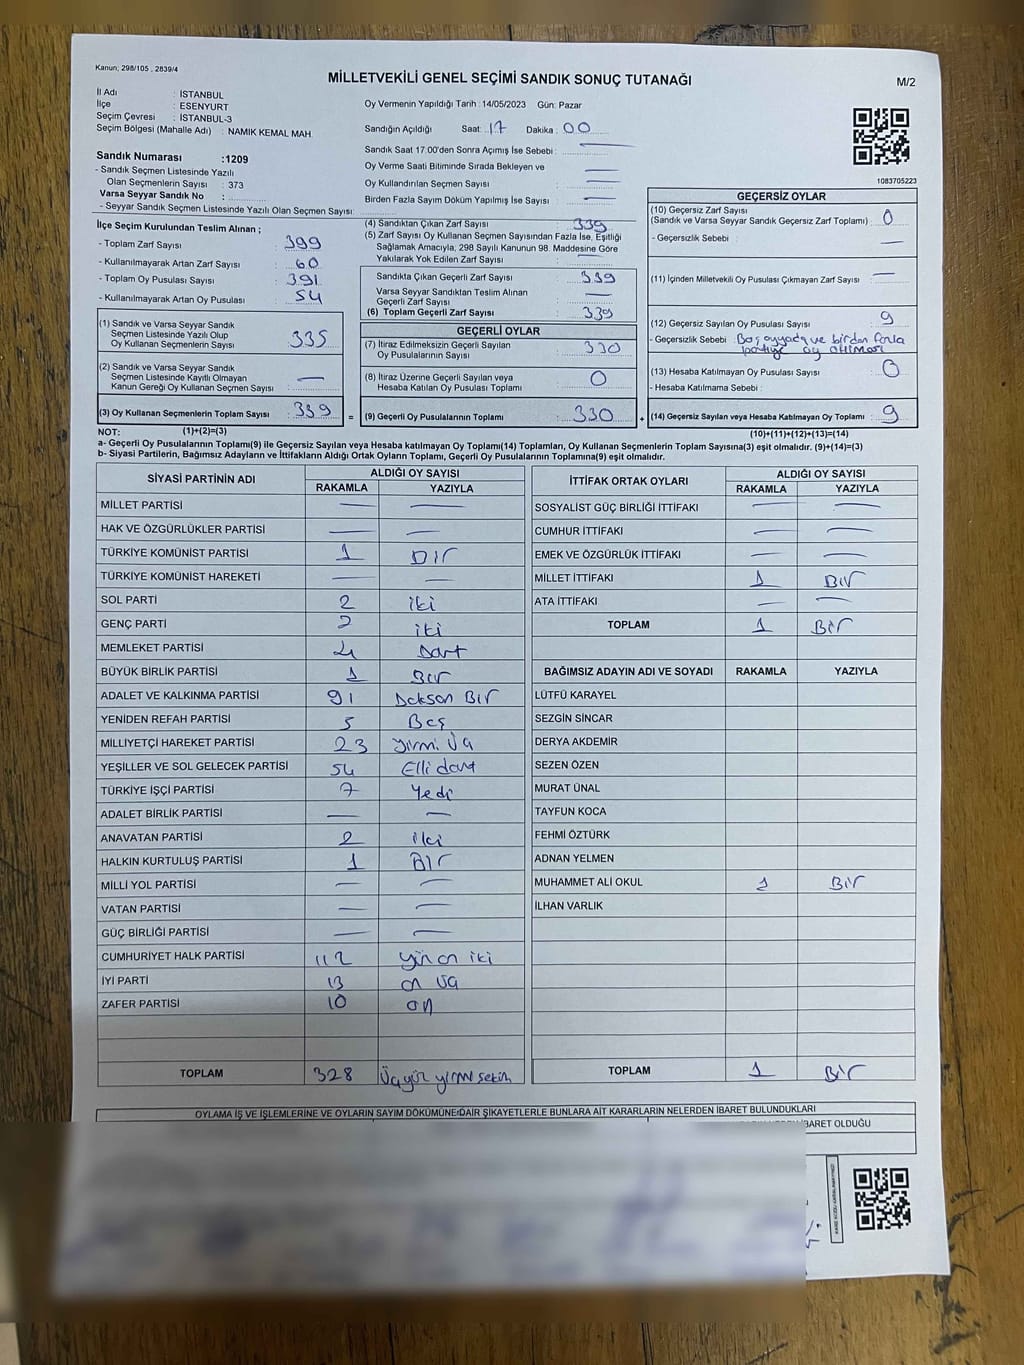 Kanun; 298/105 , 2839/4
MİLLETVEKİLİ GENEL SEÇİMİ SANDIK SONUÇ TUTANAĞI
M/2
İl Adı : İSTANBUL
İlçe : ESENYURT
Seçim Çevresi : İSTANBUL-3
Seçim Bölgesi (Mahalle Adı) : NAMIK KEMAL MAH.
Sandık Numarası :1209
- Sandık Seçmen Listesinde Yazılı
Olan Seçmenlerin Sayısı : 373
Varsa Seyyar Sandık No :
- Seyyar Sandık Seçmen Listesinde Yazılı Olan Seçmen Sayısı:
Oy Vermenin Yapıldığı Tarih : 14/05/2023 Gün: Pazar
Sandığın Açıldığı Saat: 17 Dakika : 00
Sandık Saat 17.00'den Sonra Açımış İse Sebebi : —
Oy Verme Saati Bitiminde Sırada Bekleyen ve —
Oy Kullandırılan Seçmen Sayısı —
Birden Fazla Sayım Döküm Yapılmış İse Sayısı : —
1083705223
İlçe Seçim Kurulundan Teslim Alınan ;
- Toplam Zarf Sayısı : 399
- Kullanılmayarak Artan Zarf Sayısı : 60
- Toplam Oy Pusulası Sayısı : 391
- Kullanılmayarak Artan Oy Pusulası : 54
(1) Sandık ve Varsa Seyyar Sandık
Seçmen Listesinde Yazılı Olup
Oy Kullanan Seçmenlerin Sayısı : 335
(2) Sandık ve Varsa Seyyar Sandık
Seçmen Listesinde Kayıtlı Olmayan
Kanun Gereği Oy Kullanan Seçmen Sayısı : —
(3) Oy Kullanan Seçmenlerin Toplam Sayısı : 339 =
(4) Sandıktan Çıkan Zarf Sayısı : 339
(5) Zarf Sayısı Oy Kullanan Seçmen Sayısından Fazla İse, Eşitliği
Sağlamak Amacıyla; 298 Sayılı Kanunun 98. Maddesine Göre
Yakılarak Yok Edilen Zarf Sayısı : —
Sandıkta Çıkan Geçerli Zarf Sayısı : 339
Varsa Seyyar Sandıktan Teslim Alınan
Geçerli Zarf Sayısı : —
(6) Toplam Geçerli Zarf Sayısı : 339
GEÇERLİ OYLAR
(7) İtiraz Edilmeksizin Geçerli Sayılan
Oy Pusulalarının Sayısı : 330
(8) İtiraz Üzerine Geçerli Sayılan veya
Hesaba Katılan Oy Pusulası Toplamı : 0
(9) Geçerli Oy Pusulalarının Toplamı : 330 +
GEÇERSİZ OYLAR
(10) Geçersiz Zarf Sayısı
(Sandık ve Varsa Seyyar Sandık Geçersiz Zarf Toplamı) : 0
- Geçersizlik Sebebi : —
(11) İçinden Milletvekili Oy Pusulası Çıkmayan Zarf Sayısı : —
(12) Geçersiz Sayılan Oy Pusulası Sayısı : 9
- Geçersizlik Sebebi : ve birden fazla
partiye oy atılması
(13) Hesaba Katılmayan Oy Pusulası Sayısı : 0
- Hesaba Katılmama Sebebi :
(14) Geçersiz Sayılan veya Hesaba Katılmayan Oy Toplamı : 9
NOT: (1)+(2)=(3)
(10)+(11)+(12)+(13)=(14)
a- Geçerli Oy Pusulalarının Toplamı(9) ile Geçersiz Sayılan veya Hesaba katılmayan Oy Toplamı(14) Toplamları, Oy Kullanan Seçmenlerin Toplam Sayısına(3) eşit olmalıdır. (9)+(14)=(3)
b- Siyasi Partilerin, Bağımsız Adayların ve İttifakların Aldığı Ortak Oyların Toplamı, Geçerli Oy Pusulalarının Toplamına(9) eşit olmalıdır.
SİYASİ PARTİNİN ADI ALDIĞI OY SAYISI
RAKAMLA YAZIYLA
MİLLET PARTİSİ — —
HAK VE ÖZGÜRLÜKLER PARTİSİ — —
TÜRKİYE KOMÜNİST PARTİSİ 1 Bir
TÜRKİYE KOMÜNİST HAREKETİ — —
SOL PARTİ 2 iki
GENÇ PARTİ 2 iki
MEMLEKET PARTİSİ 4 Dört
BÜYÜK BİRLİK PARTİSİ 1 Bir
ADALET VE KALKINMA PARTİSİ 91 Doksan Bir
YENİDEN REFAH PARTİSİ 5 Beş
MİLLİYETÇİ HAREKET PARTİSİ 23 Yirmi Üç
YEŞİLLER VE SOL GELECEK PARTİSİ 54 Elli dört
TÜRKİYE İŞÇİ PARTİSİ 7 Yedi
ADALET BİRLİK PARTİSİ — —
ANAVATAN PARTİSİ 2 iki
HALKIN KURTULUŞ PARTİSİ 1 Bir
MİLLİ YOL PARTİSİ — —
VATAN PARTİSİ — —
GÜÇ BİRLİĞİ PARTİSİ — —
CUMHURİYET HALK PARTİSİ 112 yüz on iki
İYİ PARTİ 13 on üç
ZAFER PARTİSİ 10 on
TOPLAM 328 Üçyüz yirmi sekiz
İTTİFAK ORTAK OYLARI ALDIĞI OY SAYISI
RAKAMLA YAZIYLA
SOSYALİST GÜÇ BİRLİĞİ İTTİFAKI — —
CUMHUR İTTİFAKI — —
EMEK VE ÖZGÜRLÜK İTTİFAKI — —
MİLLET İTTİFAKI 1 Bir
ATA İTTİFAKI — —
TOPLAM 1 Bir
BAĞIMSIZ ADAYIN ADI VE SOYADI RAKAMLA YAZIYLA
LÜTFÜ KARAYEL
SEZGİN SİNCAR
DERYA AKDEMİR
SEZEN ÖZEN
MURAT ÜNAL
TAYFUN KOCA
FEHMİ ÖZTÜRK
ADNAN YELMEN
MUHAMMET ALİ OKUL 1 Bir
İLHAN VARLIK
TOPLAM 1 Bir
OYLAMA İŞ VE İŞLEMLERİNE VE OYLARIN SAYIM DÖKÜMÜNE DAİR ŞİKAYETLERLE BUNLARA AİT KARARLARIN NELERDEN İBARET BULUNDUKLARI
İBARET OLDUĞU